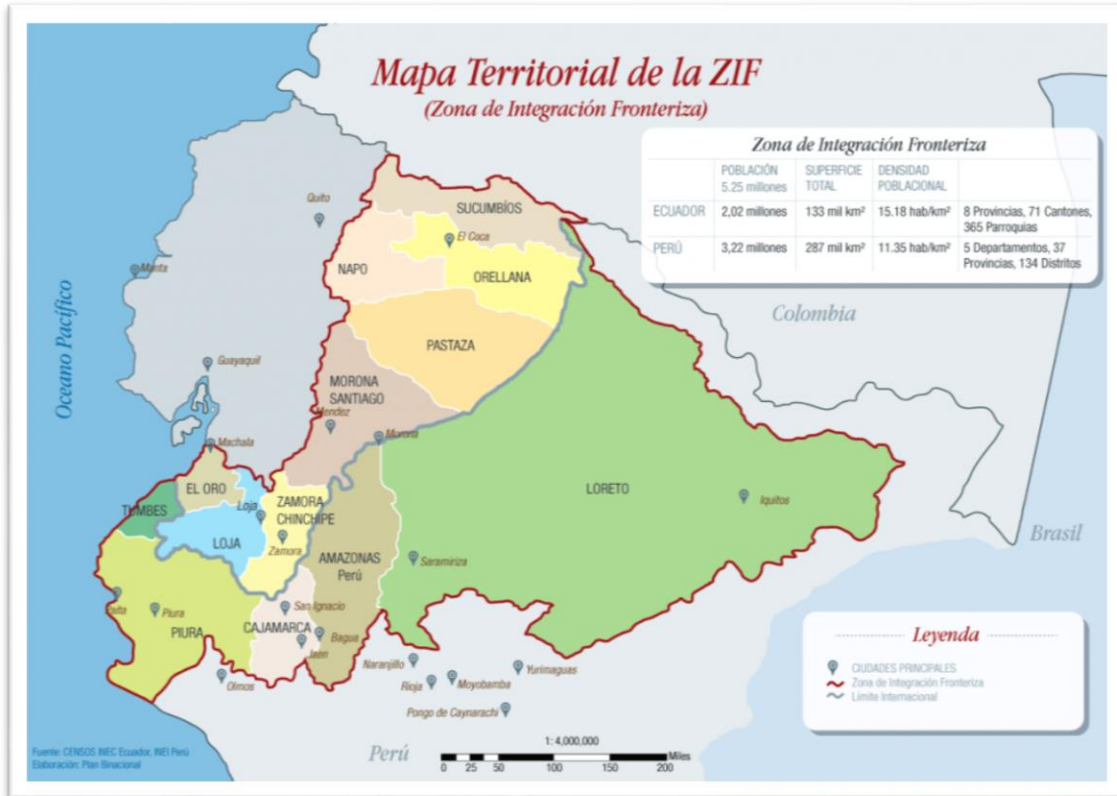 Mapa Territorial de la ZIF
(Zona de Integración Fronteriza)
Zona de Integración Fronteriza
POBLACIÓN
5.25 millones
SUPERFICIE
TOTAL
DENSIDAD
POBLACIONAL
ECUADOR 2,02 millones 133 mil km² 15.18 hab/km² 8 Provincias, 71 Cantones,
365 Parroquias
PERÚ 3,22 millones 287 mil km² 11.35 hab/km² 5 Departamentos, 37
Provincias, 134 Distritos
Quito
SUCUMBÍOS
El Coca
Manta
NAPO
ORELLANA
Oceano Pacífico
Colombia
PASTAZA
Guayaquil
MORONA
SANTIAGO
Mendez
Morona
Machala
EL ORO
LORETO
Iquitos
TUMBES
Loja
ZAMORA
CHINCHIPE
LOJA
Zamora
Brasil
AMAZONAS
Perú
Saramiriza
Piura
San Ignacio
PIURA
CAJAMARCA
Bagua
Jaen
Naranjillo
Yurimaguas
Olmos
Rioja
Moyobamba
Pongo de Caynarachi
Leyenda
CIUDADES PRINCIPALES
Zona de Integración Fronteriza
Límite Internacional
Fuente: CENSOS INEC Ecuador, INEI Perú
Elaboración: Plan Binacional
Perú
1: 4,000,000
Miles
0 25 50 100 150 200